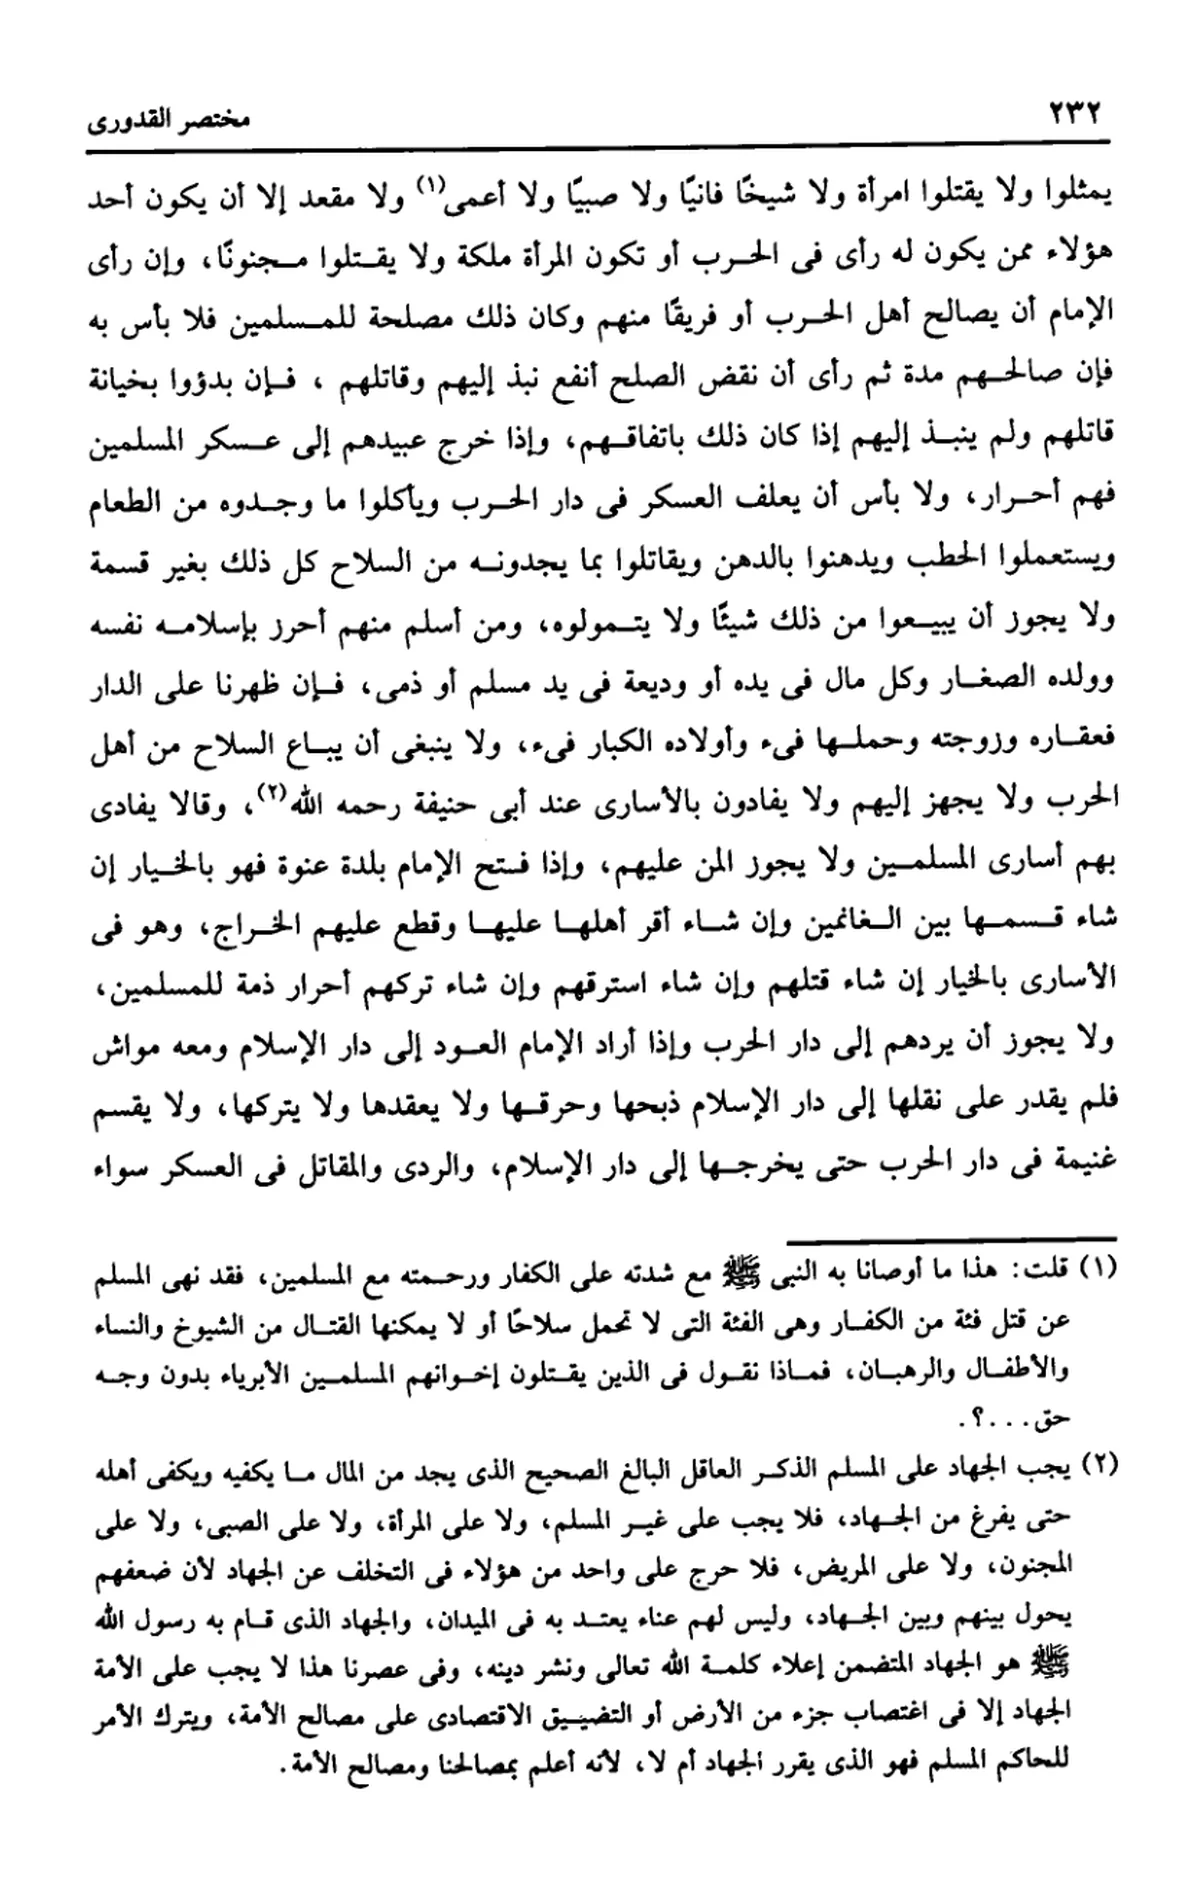 ٢٣٢
مختصر القدورى
يمثلوا ولا يقتلوا امرأة ولا شيخًا فانيًا ولا صبيًا ولا أعمى(١) ولا مقعد إلا أن يكون أحد
هؤلاء ممن يكون له رأى فى الحرب أو تكون المرأة ملكة ولا يقتلوا مجنونًا، وإن رأى
الإمام أن يصالح أهل الحرب أو فريقًا منهم وكان ذلك مصلحة للمسلمين فلا بأس به
فإن صالحهم مدة ثم رأى أن نقض الصلح أنفع نبذ إليهم وقاتلهم ، فإن بدؤوا بخيانة
قاتلهم ولم ينبذ إليهم إذا كان ذلك باتفاقهم، وإذا خرج عبيدهم إلى عسكر المسلمين
فهم أحرار، ولا بأس أن يعلف العسكر فى دار الحرب ويأكلوا ما وجدوه من الطعام
ويستعملوا الحطب ويدهنوا بالدهن ويقاتلوا بما يجدونه من السلاح كل ذلك بغير قسمة
ولا يجوز أن يبيعوا من ذلك شيئًا ولا يتمولوه، ومن أسلم منهم أحرز بإسلامه نفسه
وولده الصغار وكل مال فى يده أو وديعة فى يد مسلم أو ذمى، فإن ظهرنا على الدار
فعقاره وزوجته وحملها فىء وأولاده الكبار فىء، ولا ينبغى أن يباع السلاح من أهل
الحرب ولا يجهز إليهم ولا يفادون بالأسارى عند أبى حنيفة رحمه الله(٢)، وقالا يفادى
بهم أسارى المسلمين ولا يجوز المن عليهم، وإذا فستح الإمام بلدة عنوة فهو بالخيار إن
شاء قسمها بين الغانمين وإن شاء أقر أهلها عليها وقطع عليهم الخراج، وهو فى
الأسارى بالخيار إن شاء قتلهم وإن شاء استرقهم وإن شاء تركهم أحرار ذمة للمسلمين،
ولا يجوز أن يردهم إلى دار الحرب وإذا أراد الإمام العود إلى دار الإسلام ومعه مواش
فلم يقدر على نقلها إلى دار الإسلام ذبحها وحرقها ولا يعقدها ولا يتركها، ولا يقسم
غنيمة فى دار الحرب حتى يخرجها إلى دار الإسلام، والردى والمقاتل فى العسكر سواء
(١) قلت: هذا ما أوصانا به النبى ﷺ مع شدته على الكفار ورحمته مع المسلمين، فقد نهى المسلم
عن قتل فئة من الكفار وهى الفئة التى لا تحمل سلاحًا أو لا يمكنها القتال من الشيوخ والنساء
والأطفال والرهبان، فماذا نقول فى الذين يقتلون إخوانهم المسلمين الأبرياء بدون وجه
حق...؟.
(٢) يجب الجهاد على المسلم الذكر العاقل البالغ الصحيح الذى يجد من المال ما يكفيه ويكفى أهله
حتى يفرغ من الجهاد، فلا يجب على غير المسلم، ولا على المرأة، ولا على الصبى، ولا على
المجنون، ولا على المريض، فلا حرج على واحد من هؤلاء فى التخلف عن الجهاد لأن ضعفهم
يحول بينهم وبين الجهاد، وليس لهم عناء يعتد به فى الميدان، والجهاد الذى قام به رسول الله
ﷺ هو الجهاد المتضمن إعلاء كلمة الله تعالى ونشر دينه، وفى عصرنا هذا لا يجب على الأمة
الجهاد إلا فى اغتصاب جزء من الأرض أو التضييق الاقتصادى على مصالح الأمة، ويترك الأمر
للحاكم المسلم فهو الذى يقرر الجهاد أم لا، لأنه أعلم بمصالحنا ومصالح الأمة.